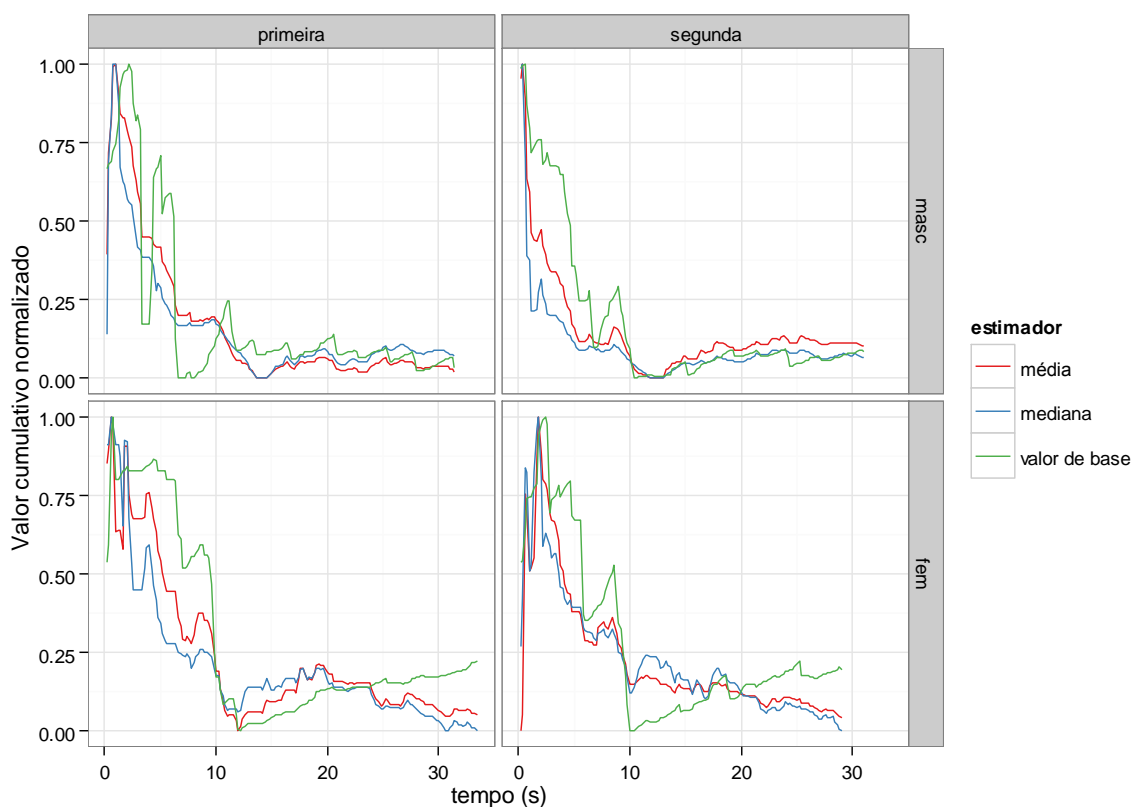 primeira
segunda
1.00
0.75
0.50
0.25
0.00
masc
1.00
0.75
0.50
0.25
0.00
fem
Valor cumulativo normalizado
0
10
20
30
0
10
20
30
tempo (s)
estimador
média
mediana
valor de base